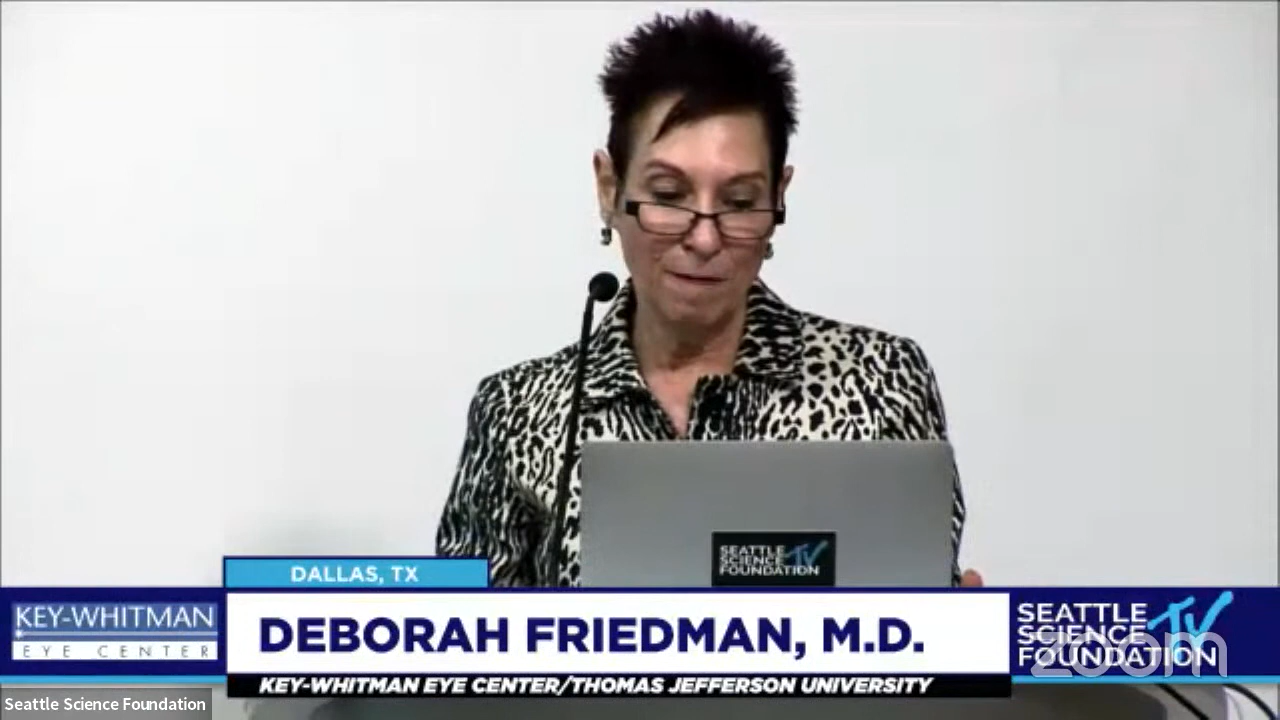 SEATTLE
SCIENCE TV
FOUNDATION
DALLAS, TX
KEY-WHITMAN
EYE CENTER
DEBORAH FRIEDMAN, M.D.
SEATTLE
SCIENCE TV
FOUNDATION
zoom
KEY-WHITMAN EYE CENTER/THOMAS JEFFERSON UNIVERSITY
Seattle Science Foundation